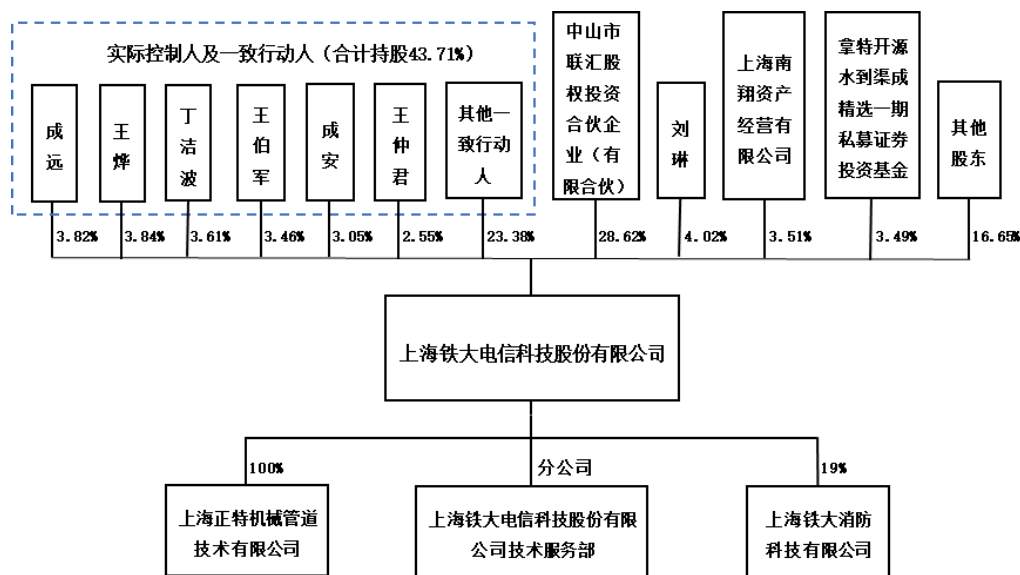 实际控制人及一致行动人（合计持股43.71%）
成远
王烨
丁洁波
王伯军
成安
王仲君
其他一
致行动
人
中山市
联汇股
权投资
合伙企
业（有
限合伙）
刘琳
上海南
翔资产
经营有
限公司
拿特开源
水到渠成
精选一期
私募证券
投资基金
其他
股东
3.82%
3.84%
3.61%
3.46%
3.05%
2.55%
23.38%
28.62%
4.02%
3.51%
3.49%
16.65%
上海铁大电信科技股份有限公司
100%
分公司
19%
上海正特机械管道
技术有限公司
上海铁大电信科技股份有限
公司技术服务部
上海铁大消防
科技有限公司